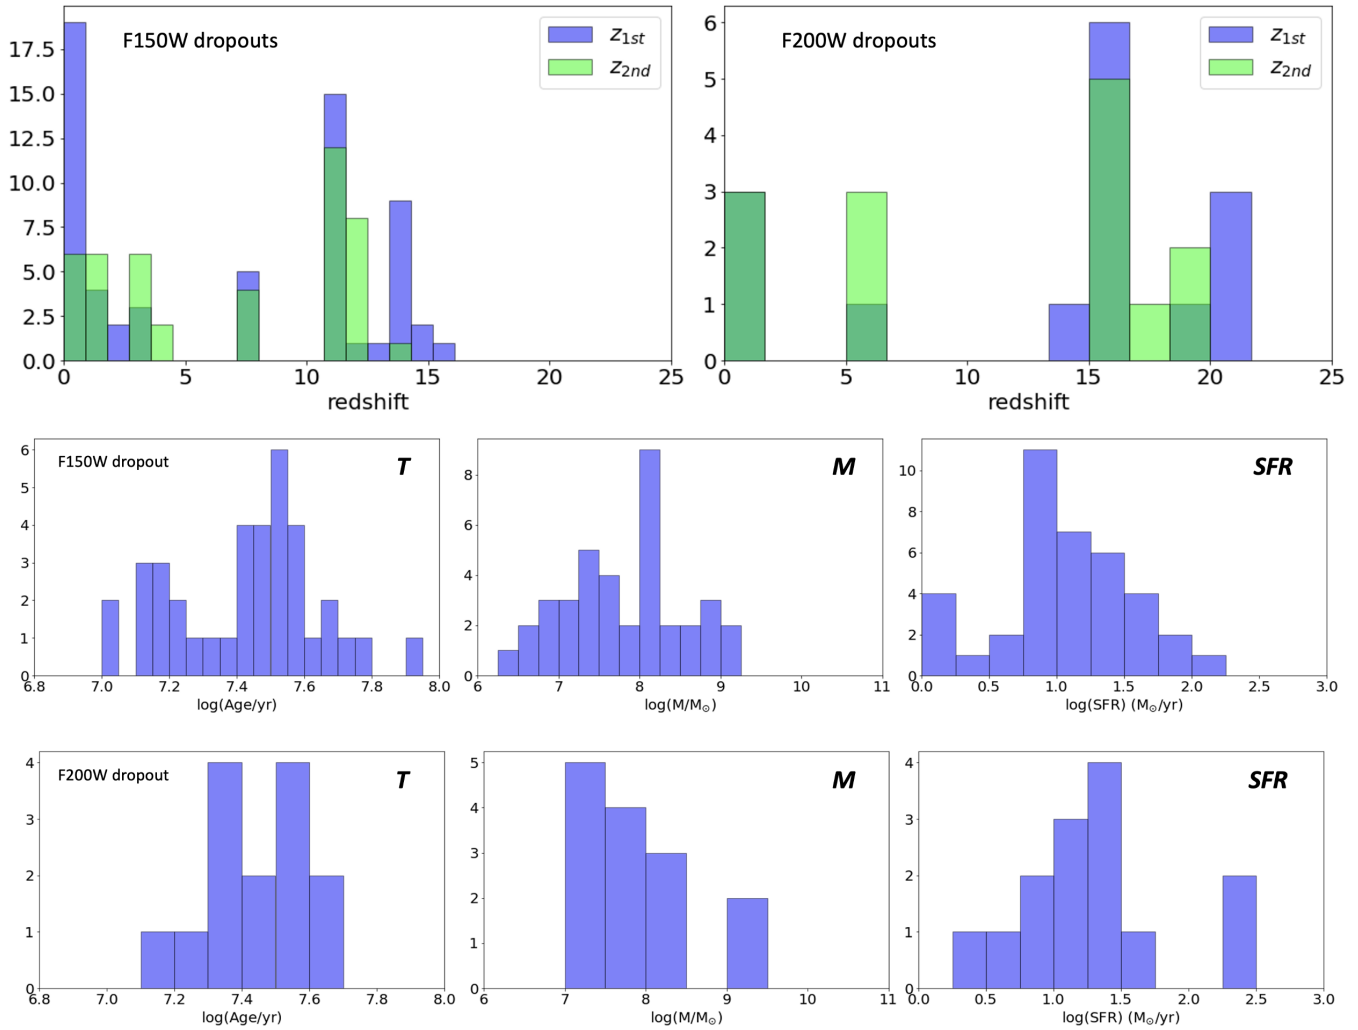 F150W dropouts
z1st
z2nd
17.5
15.0
12.5
10.0
7.5
5.0
2.5
0.0
0 5 10 15 20 25
redshift
F200W dropouts
z1st
z2nd
6
5
4
3
2
1
0
0 5 10 15 20 25
redshift
F150W dropout
T
6
5
4
3
2
1
0
6.8 7.0 7.2 7.4 7.6 7.8 8.0
log(Age/yr)
M
8
6
4
2
0
6 7 8 9 10 11
log(M/M⊙)
SFR
10
8
6
4
2
0
0.0 0.5 1.0 1.5 2.0 2.5 3.0
log(SFR) (M⊙/yr)
F200W dropout
T
4
3
2
1
0
6.8 7.0 7.2 7.4 7.6 7.8 8.0
log(Age/yr)
M
5
4
3
2
1
0
6 7 8 9 10 11
log(M/M⊙)
SFR
4
3
2
1
0
0.0 0.5 1.0 1.5 2.0 2.5 3.0
log(SFR) (M⊙/yr)